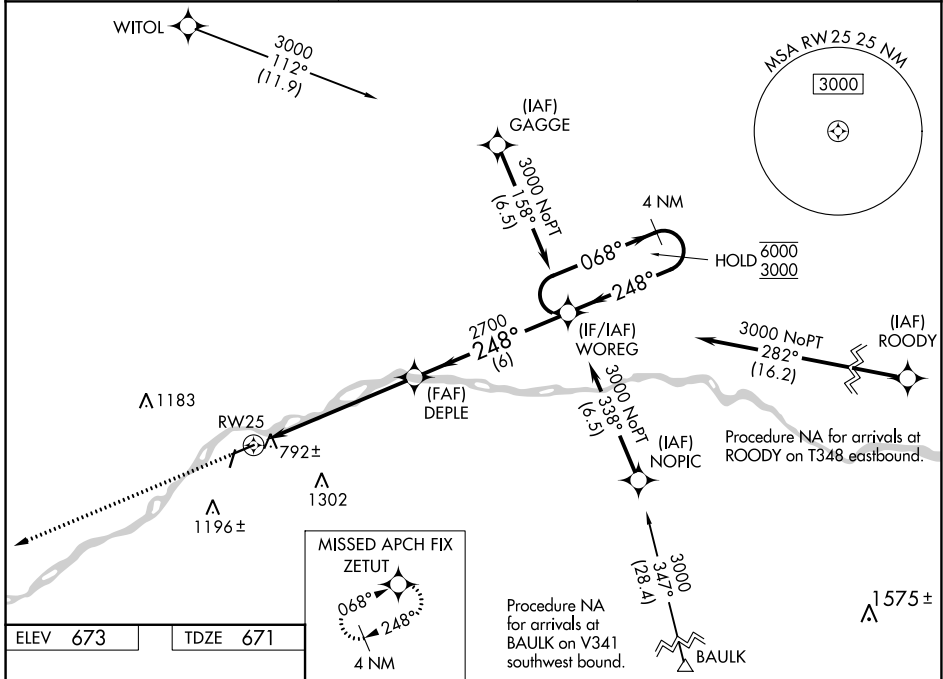 WITOL
3000
112°
(11.9)
MSA RW25 25 NM
3000
(IAF)
GAGGE
3000 NoPT
158°
(6.5)
4 NM
068°
248°
HOLD 6000
3000
(IF/IAF)
WOREG
2700
248°
(6)
(FAF)
DEPLE
3000 NoPT
282°
(16.2)
(IAF)
ROODY
Procedure NA for arrivals at
ROODY on T348 eastbound.
3000 NoPT
338°
(6.5)
(IAF)
NOPIC
1183
RW25
792±
1302
1196±
MISSED APCH FIX
ZETUT
068°
248°
4 NM
3000
347°
(28.4)
BAULK
Procedure NA
for arrivals at
BAULK on V341
southwest bound.
1575±
ELEV 673
TDZE 671